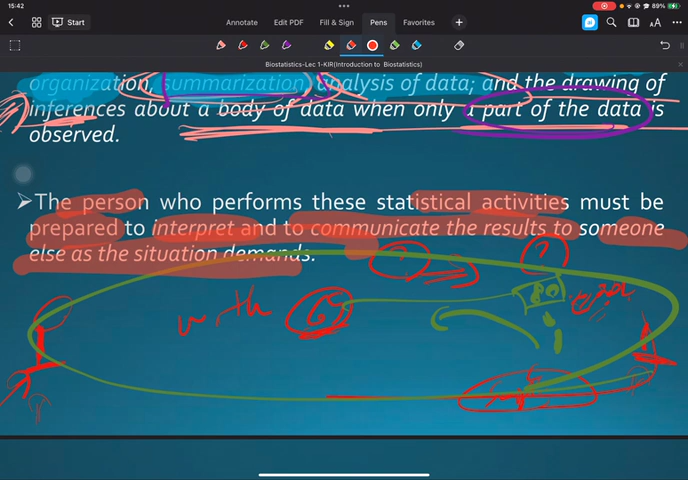 15:42
89%
Start
Annotate Edit PDF Fill & Sign Pens Favorites
AA
Biostatistics-Lec 1-KIR(Introduction to Biostatistics)
organization, summarization, analysis of data; and the drawing of
inferences about a body of data when only a part of the data is
observed.
➢The person who performs these statistical activities must be
prepared to interpret and to communicate the results to someone
else as the situation demands.